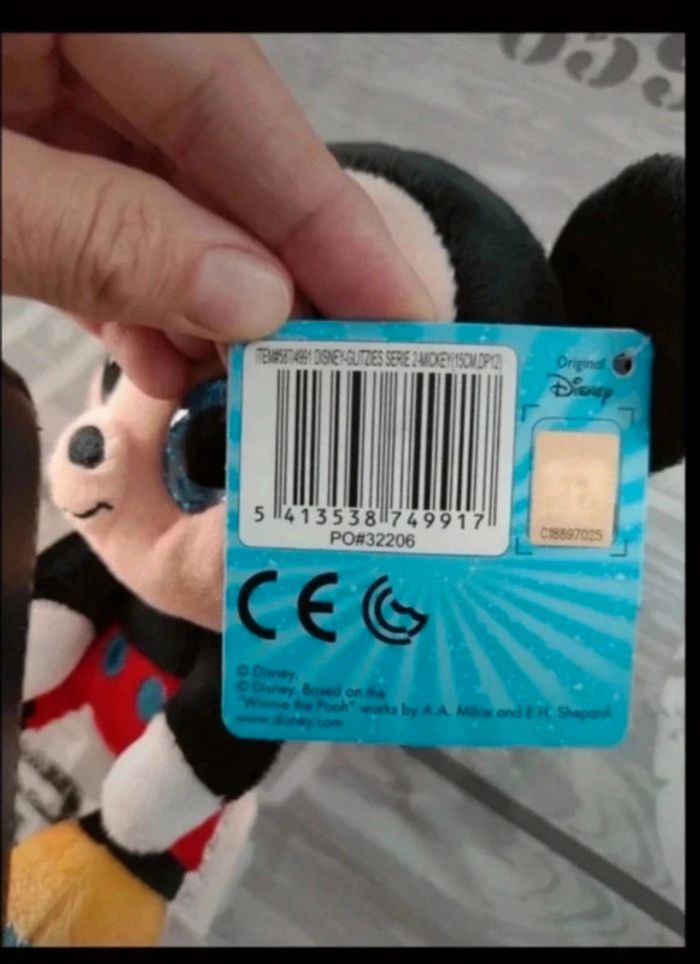 ITEM#5874991 DISNEY-GLITZIES SERIE 2-MICKEY(15CM,DP12)
5 413538 749917
PO#32206
Original
Disney
C18897025
CE
© Disney.
© Disney. Based on the
"Winnie the Pooh" works by A.A. Milne and E.H. Shepard.
www.disney.com